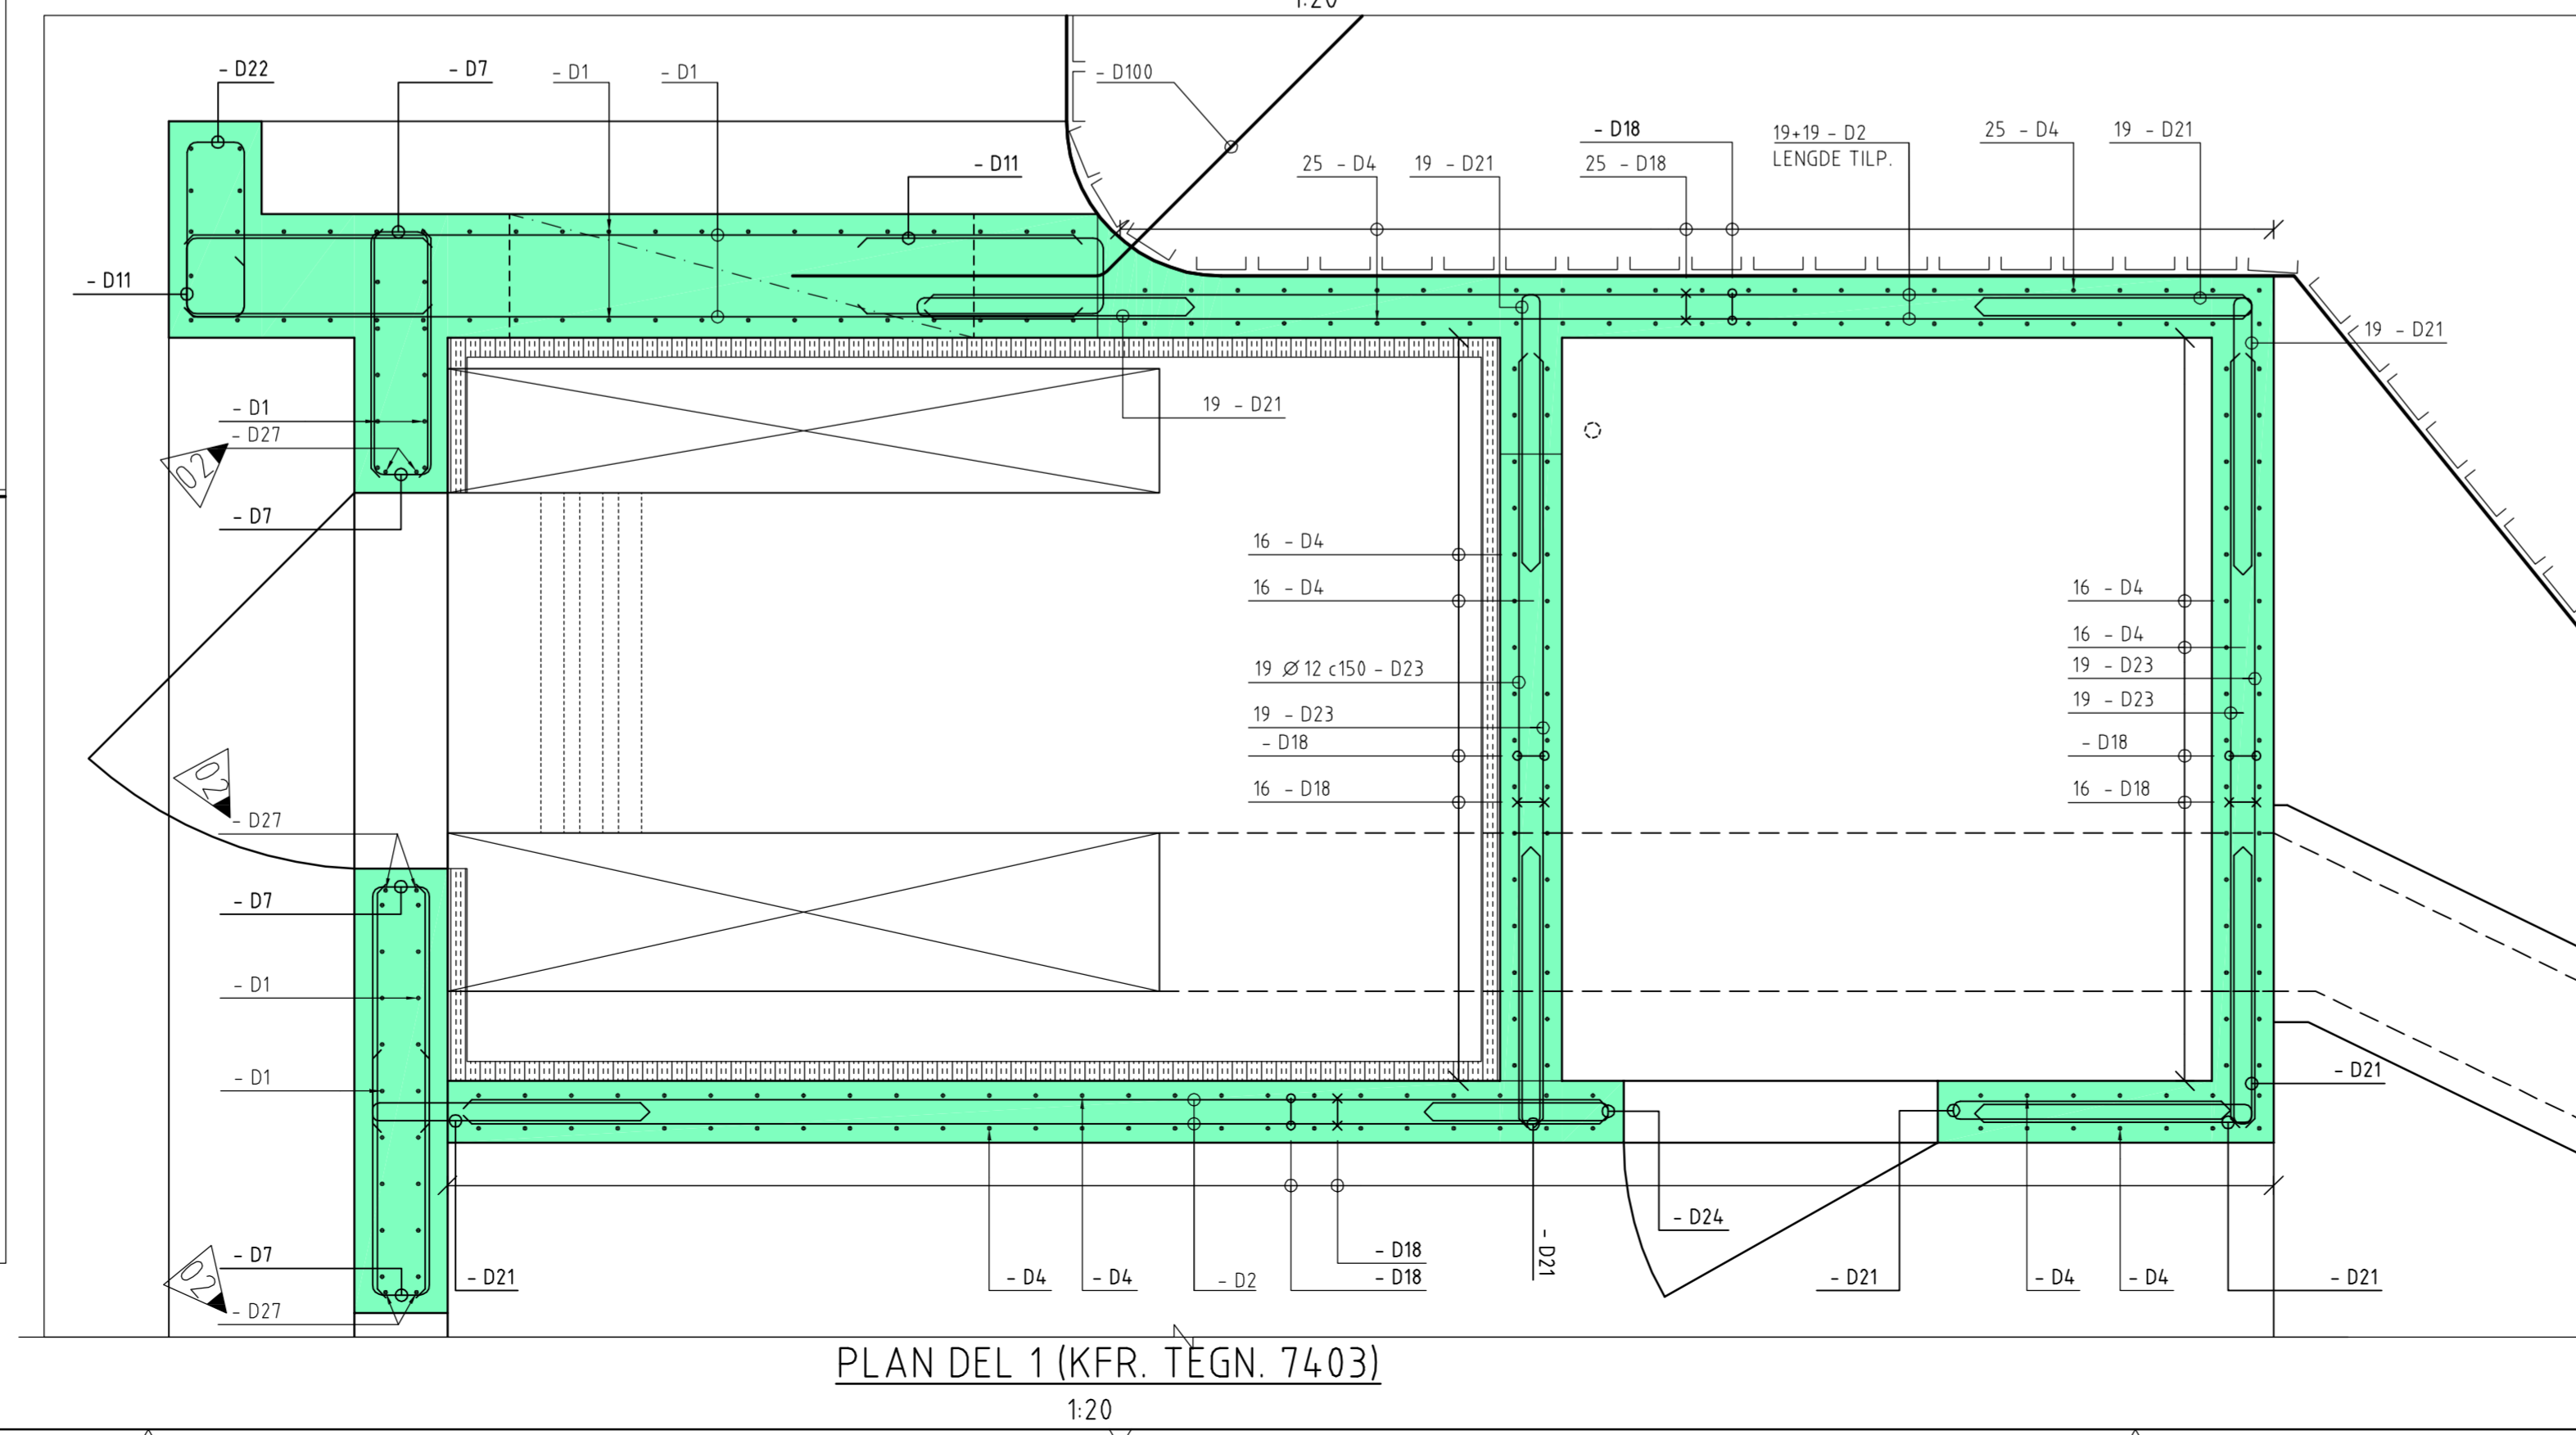 1:20
- D22
- D7
- D1
- D1
- D100
- D11
- D18
25 - D18
19+19 - D2
LENGDE TILP.
25 - D4
19 - D21
25 - D4
19 - D21
- D11
19 - D21
19 - D21
- D1
- D27
02
- D7
16 - D4
16 - D4
19 Ø12 c150 - D23
19 - D23
- D18
16 - D18
16 - D4
16 - D4
19 - D23
19 - D23
- D18
16 - D18
02
- D27
- D7
- D1
- D1
- D21
- D7
02
- D27
- D21
- D4
- D4
- D2
- D18
- D18
- D21
- D24
- D21
- D4
- D4
- D21
PLAN DEL 1 (KFR. TEGN. 7403)
1:20